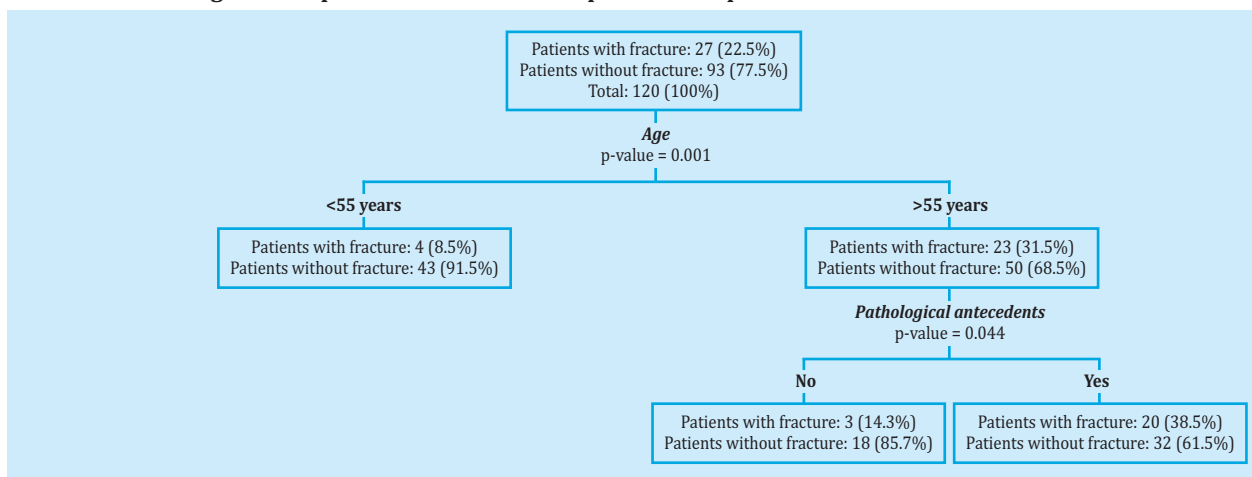 Patients with fracture: 27 (22.5%)
Patients without fracture: 93 (77.5%)
Total: 120 (100%)
Age
p-value = 0.001
<55 years
>55 years
Patients with fracture: 4 (8.5%)
Patients without fracture: 43 (91.5%)
Patients with fracture: 23 (31.5%)
Patients without fracture: 50 (68.5%)
Pathological antecedents
p-value = 0.044
No
Yes
Patients with fracture: 3 (14.3%)
Patients without fracture: 18 (85.7%)
Patients with fracture: 20 (38.5%)
Patients without fracture: 32 (61.5%)